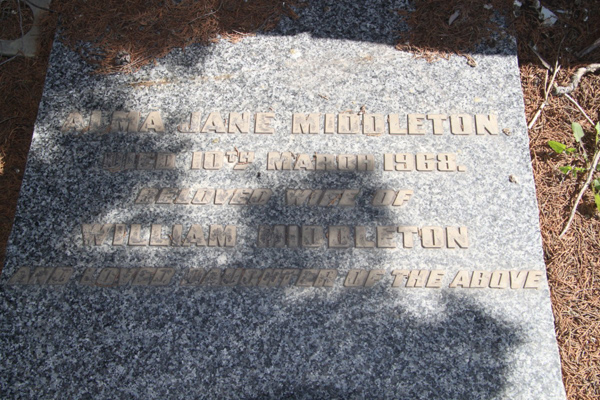 ALMA JANE MIDDLETON
DIED 10TH MARCH 1968.
BELOVED WIFE OF
WILLIAM MIDDLETON
AND LOVED DAUGHTER OF THE ABOVE